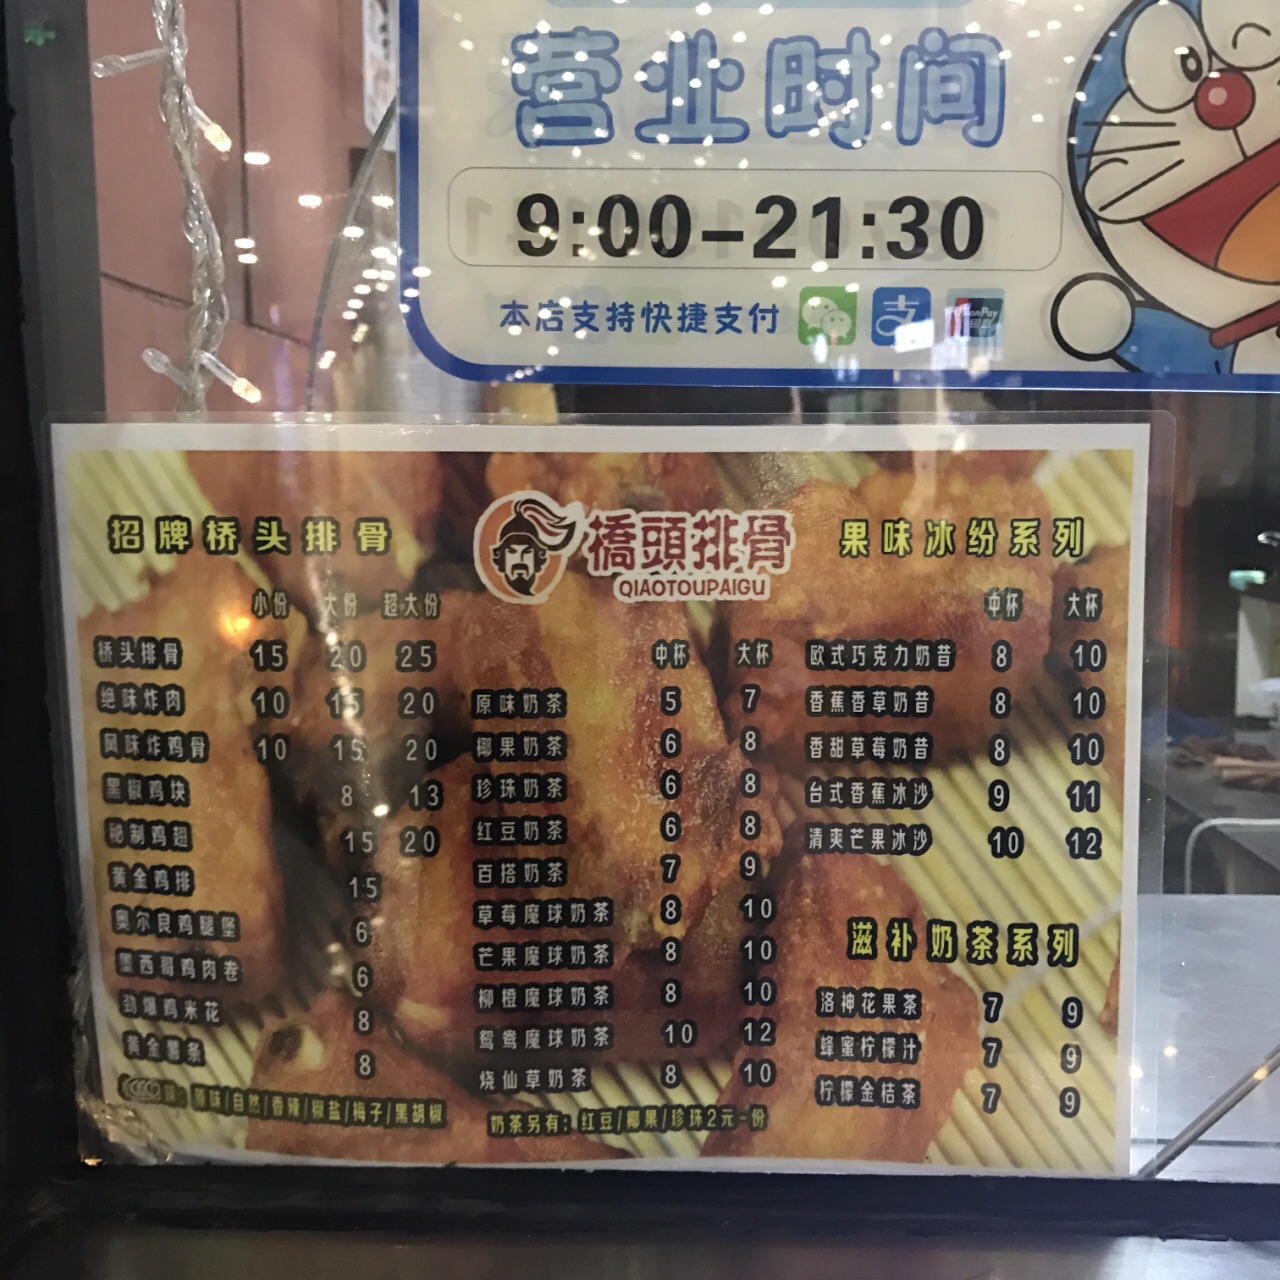 营业时间
9:00-21:30
本店支持快捷支付
橋頭排骨
QIAOTOUPAIGU
招牌桥头排骨
小份 大份 超大份
桥头排骨 15 20 25
绝味炸肉 10 15 20
风味炸鸡骨 10 15 20
黑椒鸡块 8 13
秘制鸡翅 15 20
黄金鸡排 15
奥尔良鸡腿堡 6
墨西哥鸡肉卷 6
劲爆鸡米花 8
黄金薯条 8
原味/自然/香辣/椒盐/梅子/黑胡椒
中杯 大杯
原味奶茶 5 7
椰果奶茶 6 8
珍珠奶茶 6 8
红豆奶茶 6 8
百搭奶茶 7 9
草莓魔球奶茶 8 10
芒果魔球奶茶 8 10
柳橙魔球奶茶 8 10
鸳鸯魔球奶茶 10 12
烧仙草奶茶 8 10
奶茶另有：红豆/椰果/珍珠2元一份
果味冰纷系列
中杯 大杯
欧式巧克力奶昔 8 10
香蕉香草奶昔 8 10
香甜草莓奶昔 8 10
台式香蕉冰沙 9 11
清爽芒果冰沙 10 12
滋补奶茶系列
洛神花果茶 7 9
蜂蜜柠檬汁 7 9
柠檬金桔茶 7 9